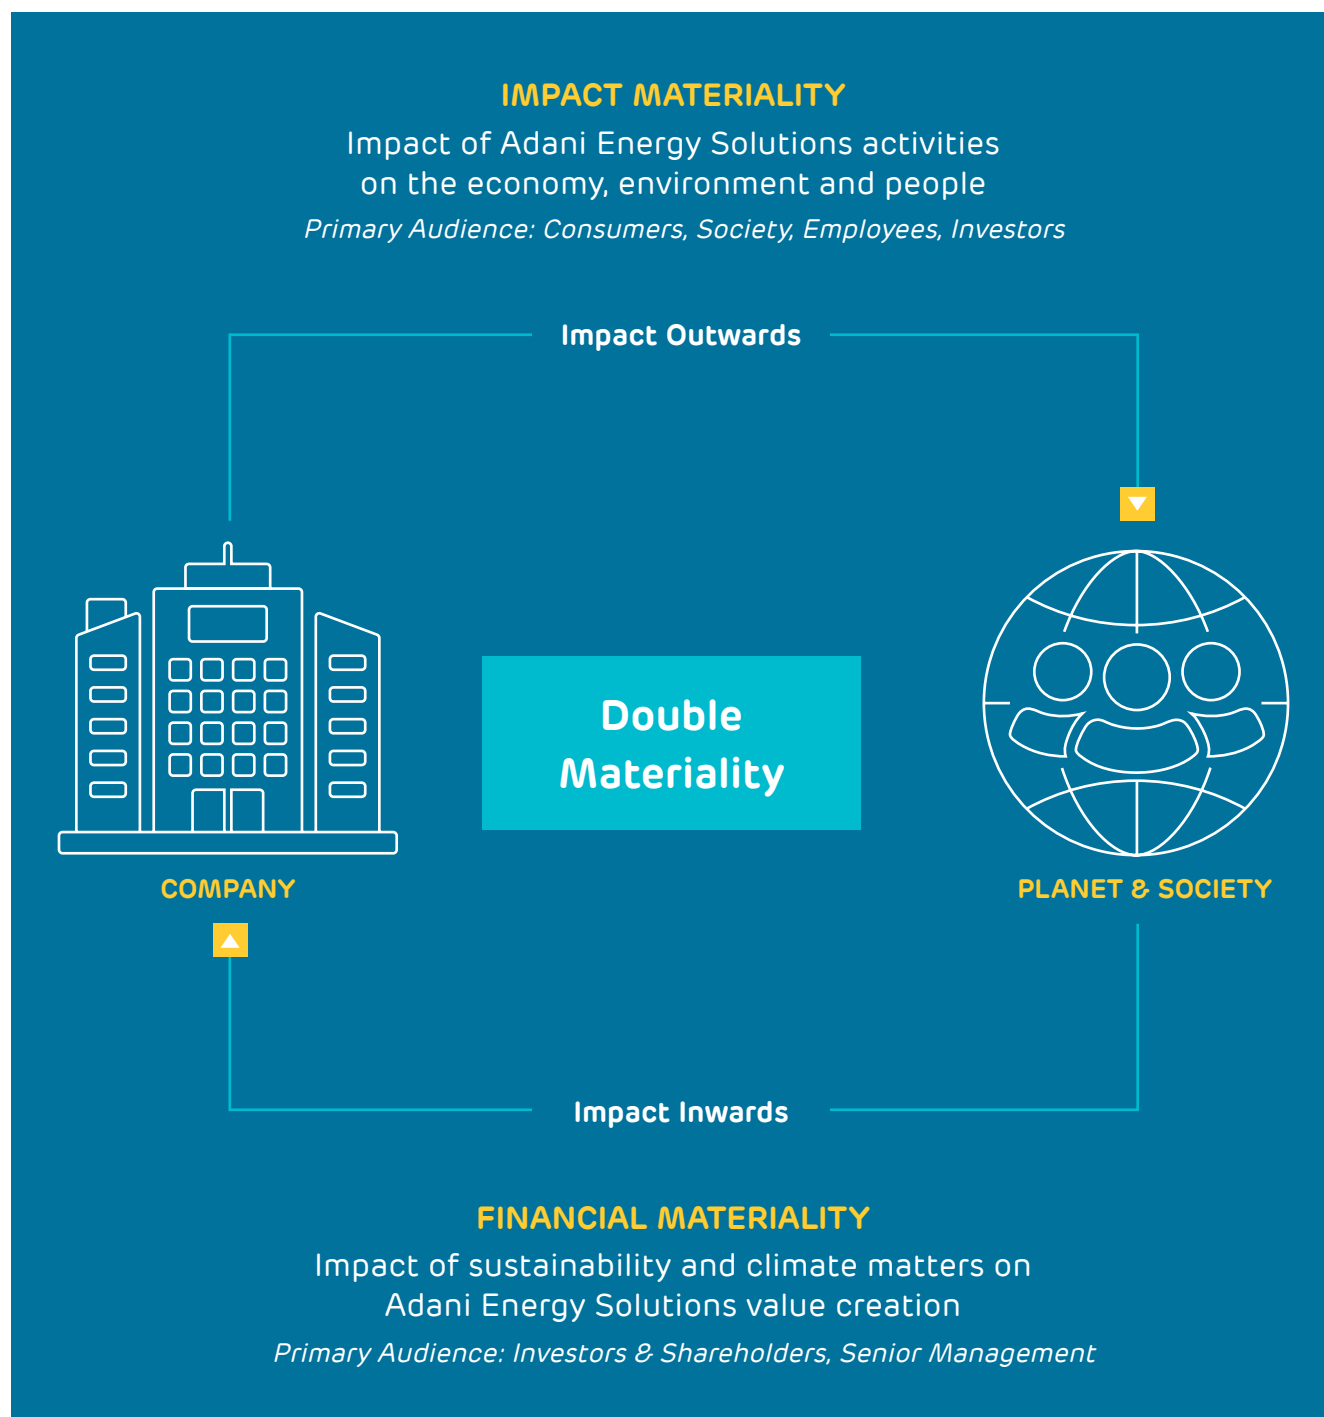 IMPACT MATERIALITY
Impact of Adani Energy Solutions activities
on the economy, environment and people
Primary Audience: Consumers, Society, Employees, Investors
Impact Outwards
Double
Materiality
COMPANY
PLANET & SOCIETY
Impact Inwards
FINANCIAL MATERIALITY
Impact of sustainability and climate matters on
Adani Energy Solutions value creation
Primary Audience: Investors & Shareholders, Senior Management